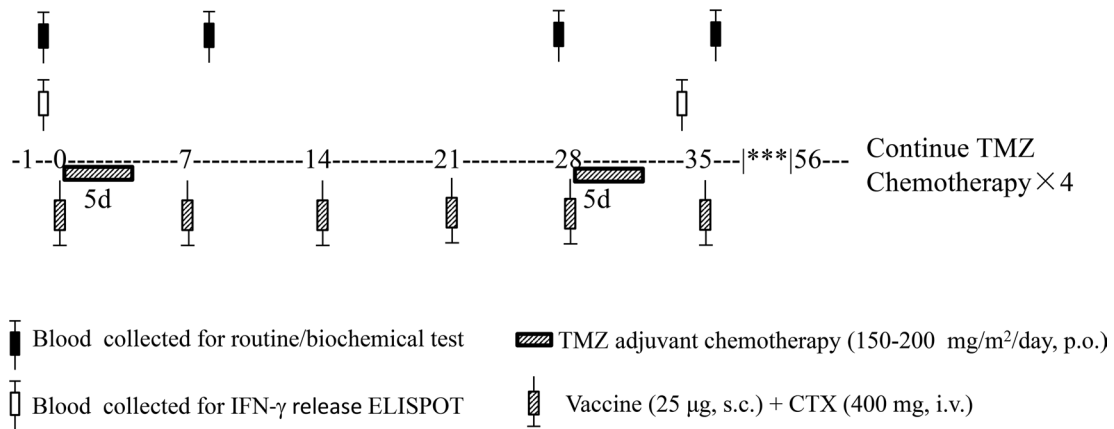 -1--0---------7---------14---------21---------28---------35---|***|56--- Continue TMZ
Chemotherapy×4
5d 5d
Blood collected for routine/biochemical test
TMZ adjuvant chemotherapy (150-200 mg/m²/day, p.o.)
Blood collected for IFN-γ release ELISPOT
Vaccine (25 μg, s.c.) + CTX (400 mg, i.v.)